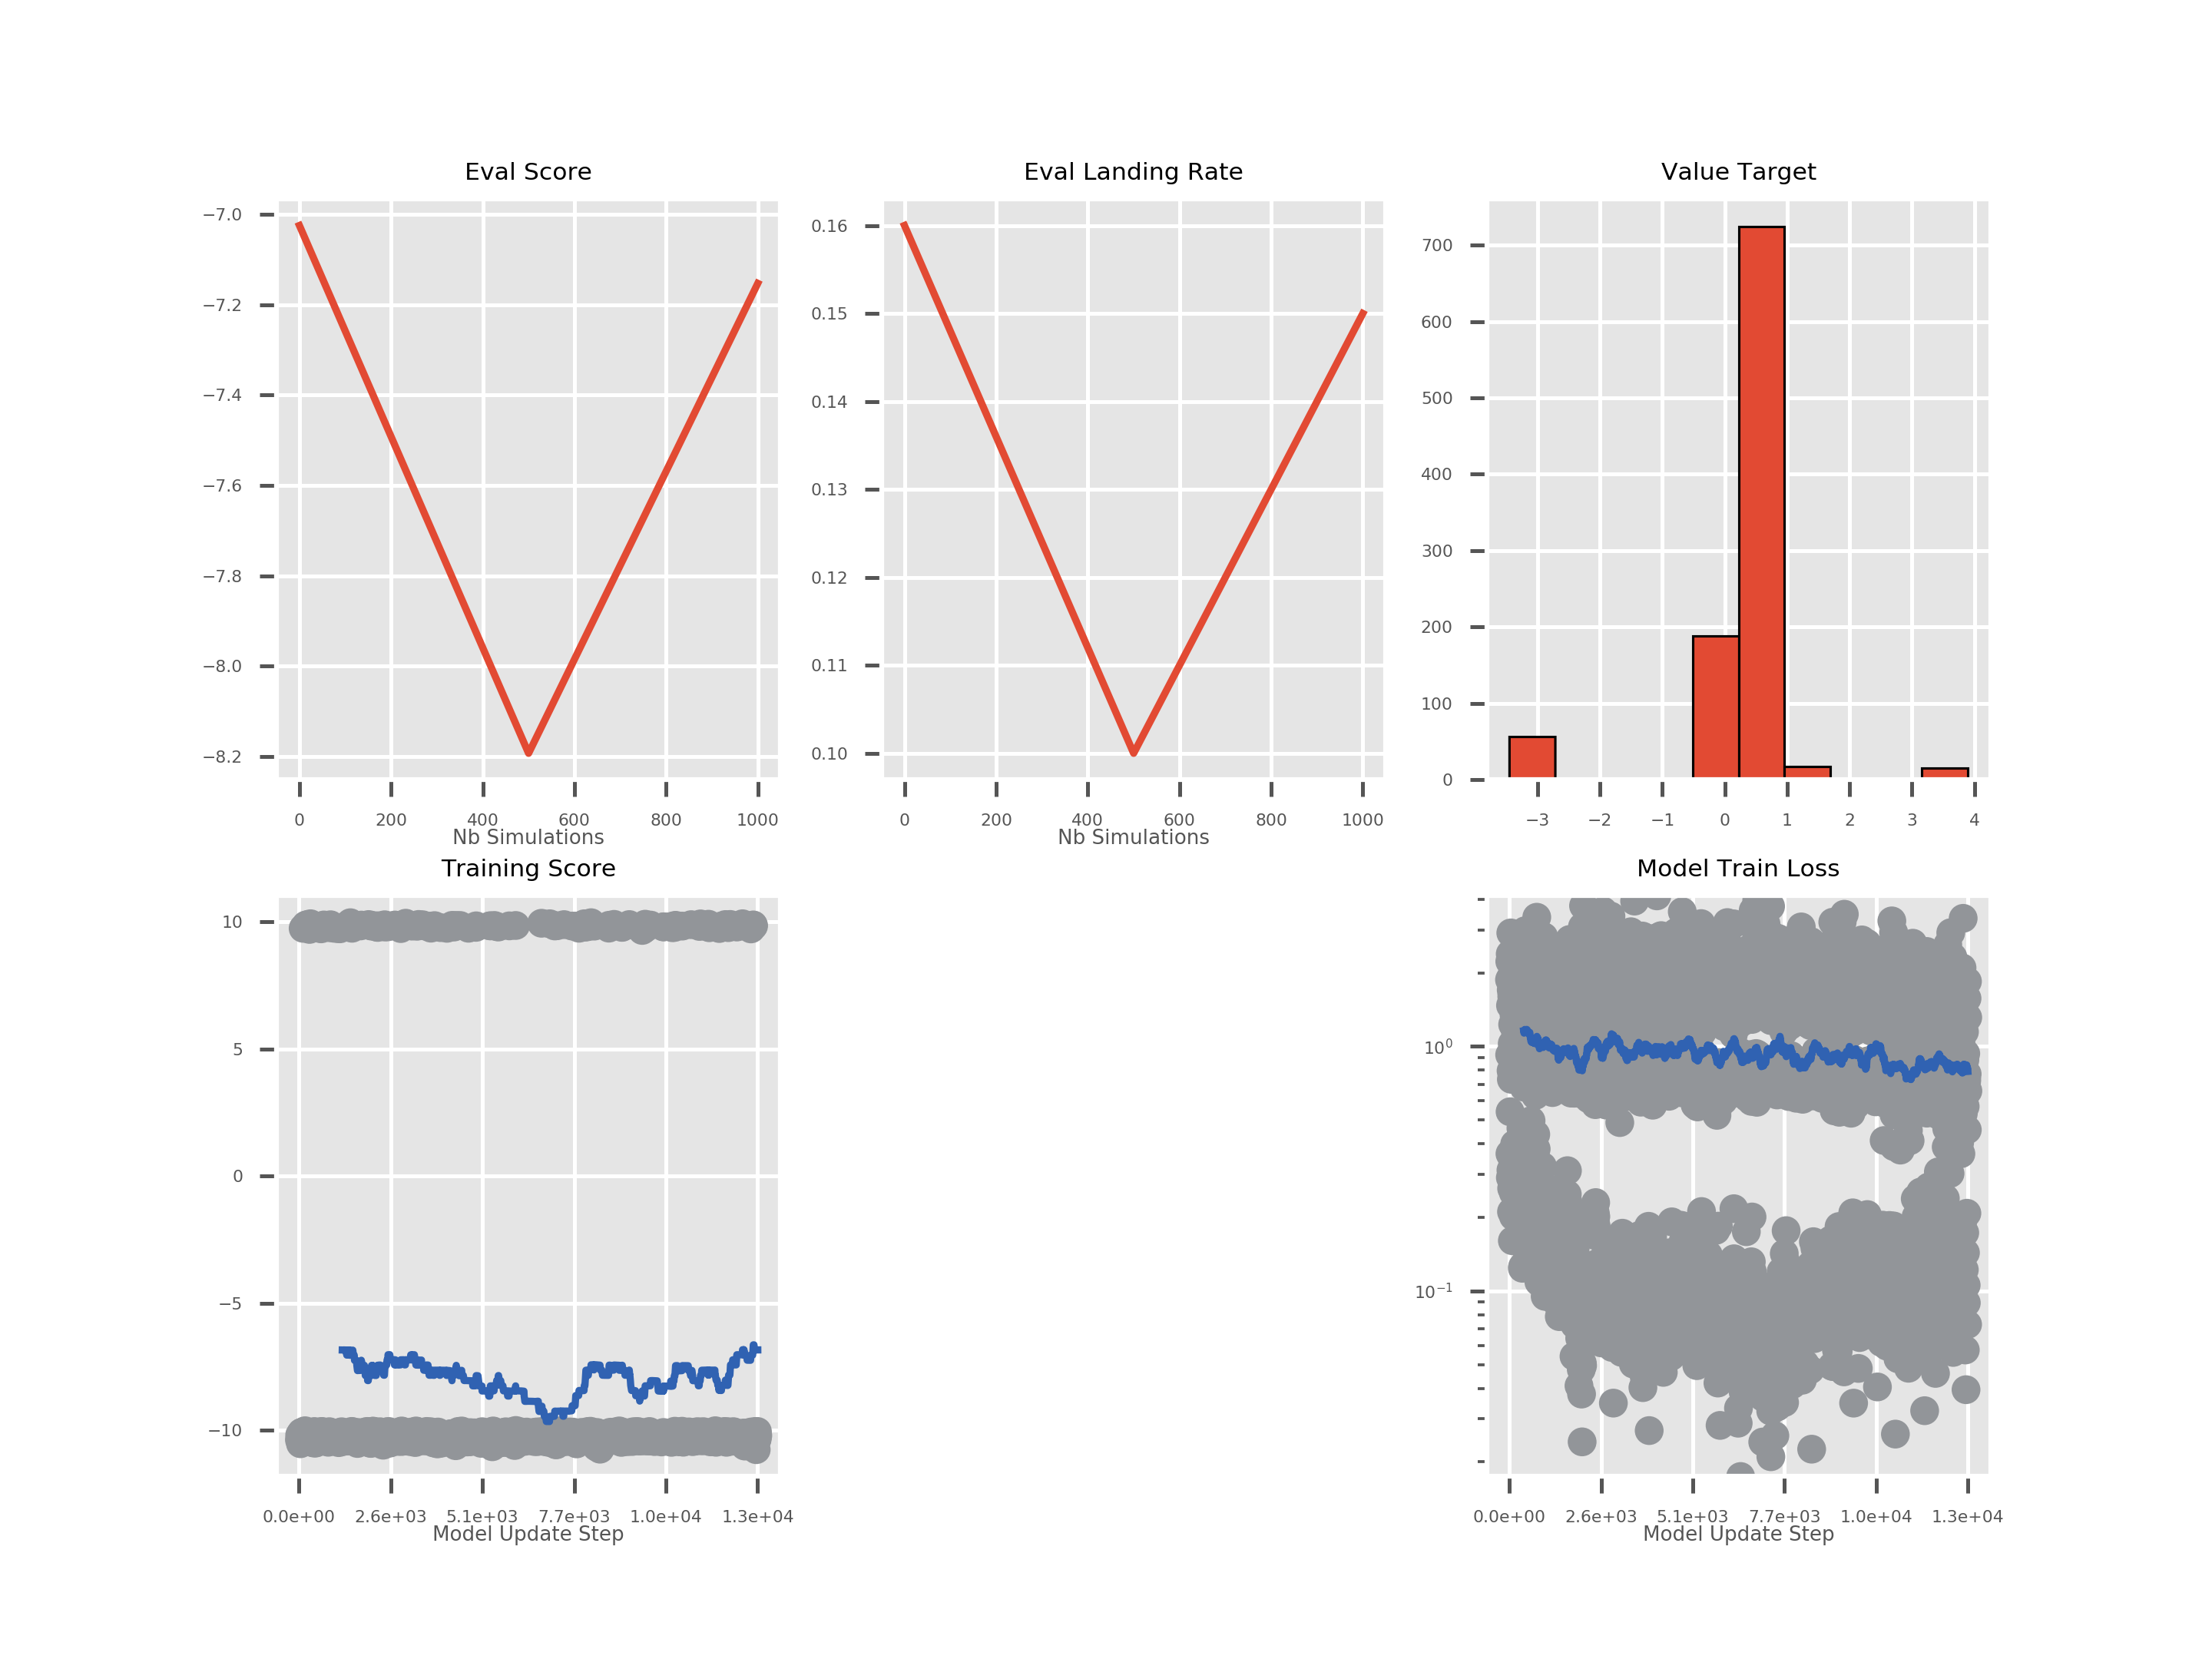 Eval Score
−7.0
−7.2
−7.4
−7.6
−7.8
−8.0
−8.2
0 200 400 600 800 1000
Nb Simulations
Eval Landing Rate
0.16
0.15
0.14
0.13
0.12
0.11
0.10
0 200 400 600 800 1000
Nb Simulations
Value Target
700
600
500
400
300
200
100
0
−3 −2 −1 0 1 2 3 4
Training Score
10
5
0
−5
−10
0.0e+00 2.6e+03 5.1e+03 7.7e+03 1.0e+04 1.3e+04
Model Update Step
Model Train Loss
10⁰
10⁻¹
0.0e+00 2.6e+03 5.1e+03 7.7e+03 1.0e+04 1.3e+04
Model Update Step